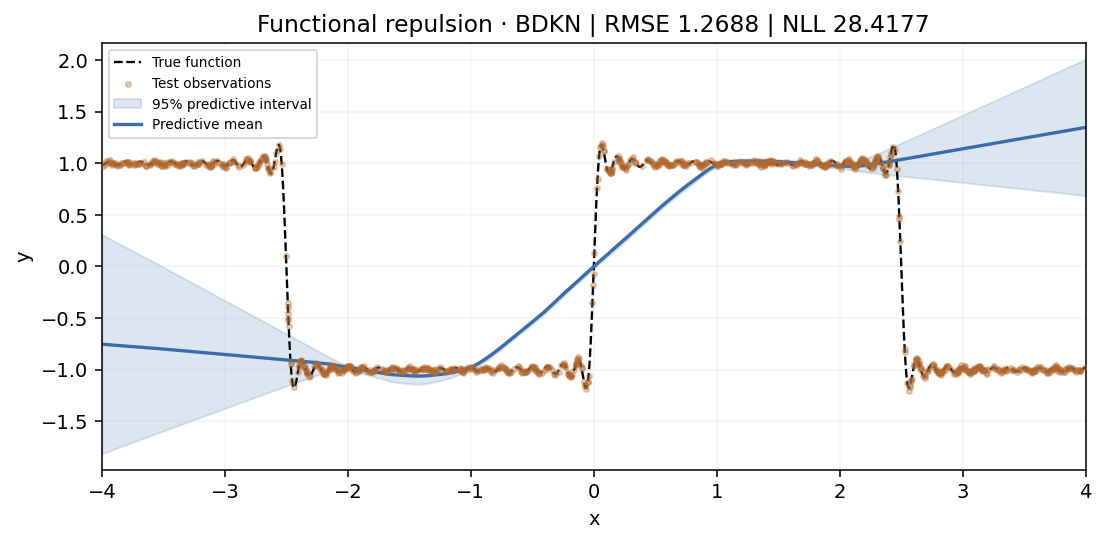 Functional repulsion · BDKN | RMSE 1.2688 | NLL 28.4177
True function
Test observations
95% predictive interval
Predictive mean
y
2.0
1.5
1.0
0.5
0.0
−0.5
−1.0
−1.5
−4 −3 −2 −1 0 1 2 3 4
x